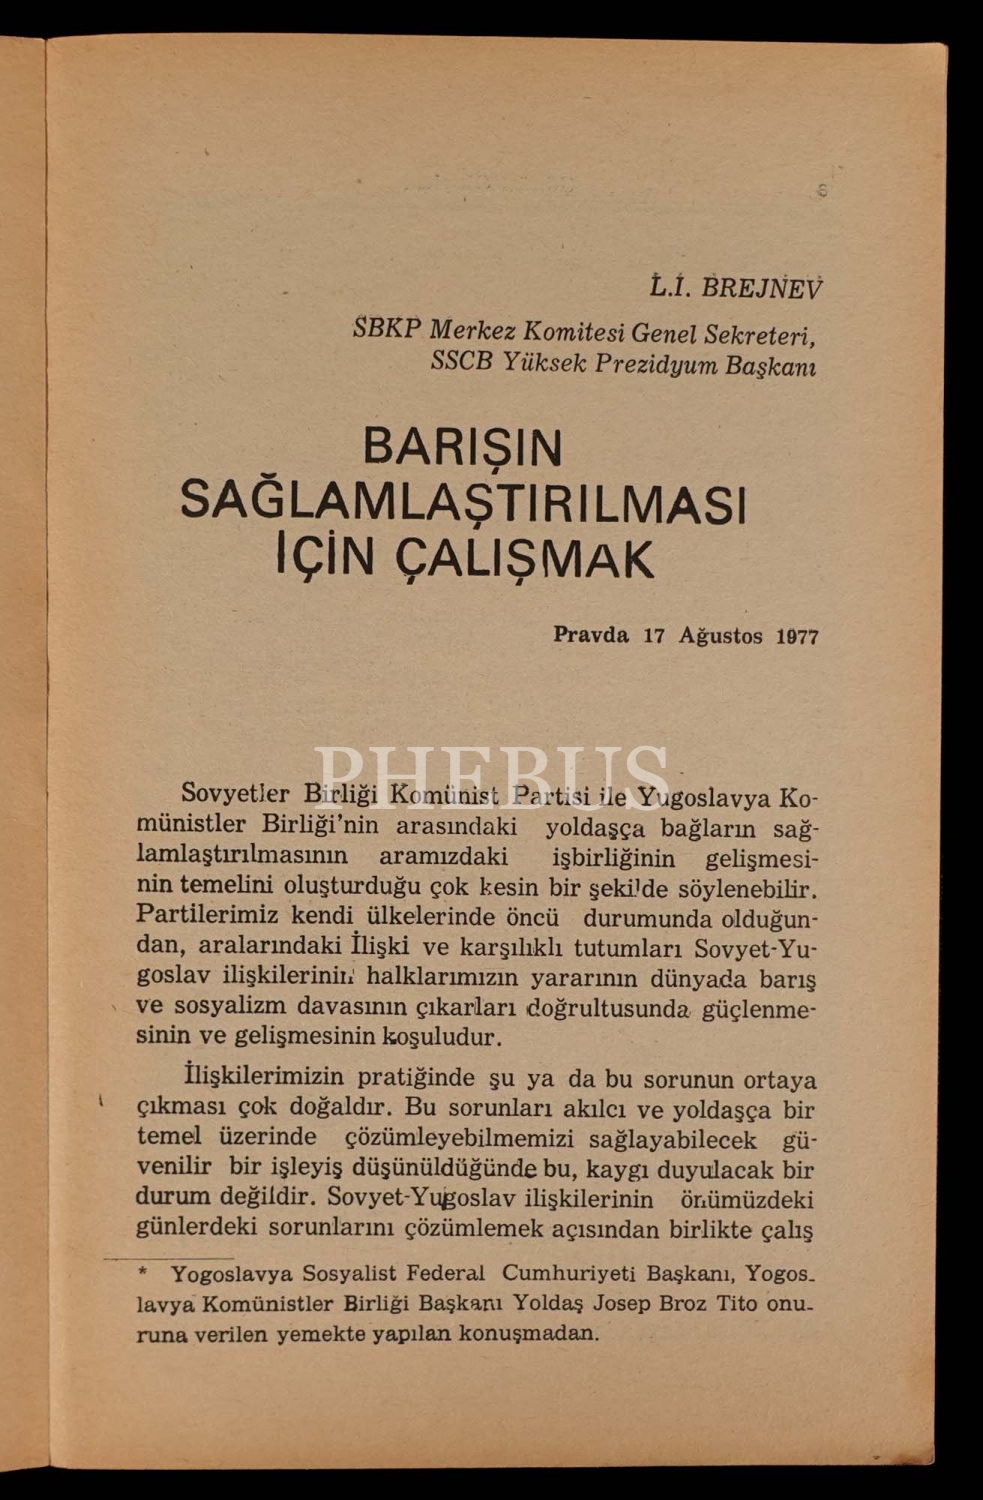 L.İ. BREJNEV
SBKP Merkez Komitesi Genel Sekreteri,
SSCB Yüksek Prezidyum Başkanı
BARIŞIN
SAĞLAMLAŞTIRILMASI
İÇİN ÇALIŞMAK
Pravda 17 Ağustos 1977
PHEBUS
Sovyetler Birliği Komünist Partisi ile Yugoslavya Ko-
münistler Birliği'nin arasındaki yoldaşça bağların sağ-
lamlaştırılmasının aramızdaki işbirliğinin gelişmesi-
nin temelini oluşturduğu çok kesin bir şekilde söylenebilir.
Partilerimiz kendi ülkelerinde öncü durumunda olduğun-
dan, aralarındaki İlişki ve karşılıklı tutumları Sovyet-Yu-
goslav ilişkilerinin halklarımızın yararının dünyada barış
ve sosyalizm davasının çıkarları doğrultusunda güçlenme-
sinin ve gelişmesinin koşuludur.
İlişkilerimizin pratiğinde şu ya da bu sorunun ortaya
çıkması çok doğaldır. Bu sorunları akılcı ve yoldaşça bir
temel üzerinde çözümleyebilmemizi sağlayabilecek gü-
venilir bir işleyiş düşünüldüğünde bu, kaygı duyulacak bir
durum değildir. Sovyet-Yugoslav ilişkilerinin önümüzdeki
günlerdeki sorunlarını çözümlemek açısından birlikte çalış
* Yogoslavya Sosyalist Federal Cumhuriyeti Başkanı, Yogos-
lavya Komünistler Birliği Başkanı Yoldaş Josep Broz Tito onu-
runa verilen yemekte yapılan konuşmadan.